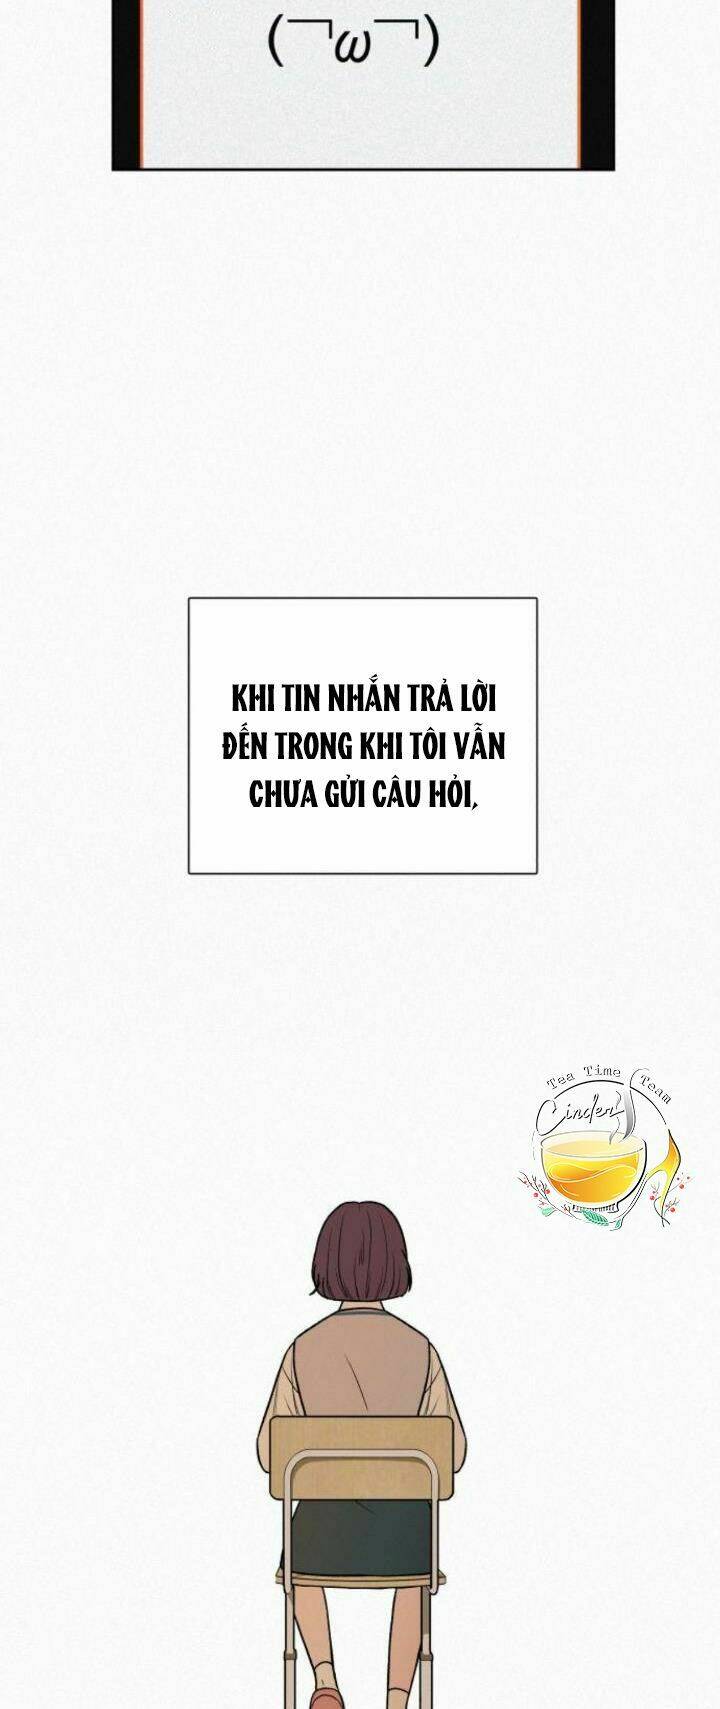 (￢ω￢)
KHI TIN NHẮN TRẢ LỜI
ĐẾN TRONG KHI TÔI VẪN
CHƯA GỬI CÂU HỎI,
Tea Time Team
Cinder